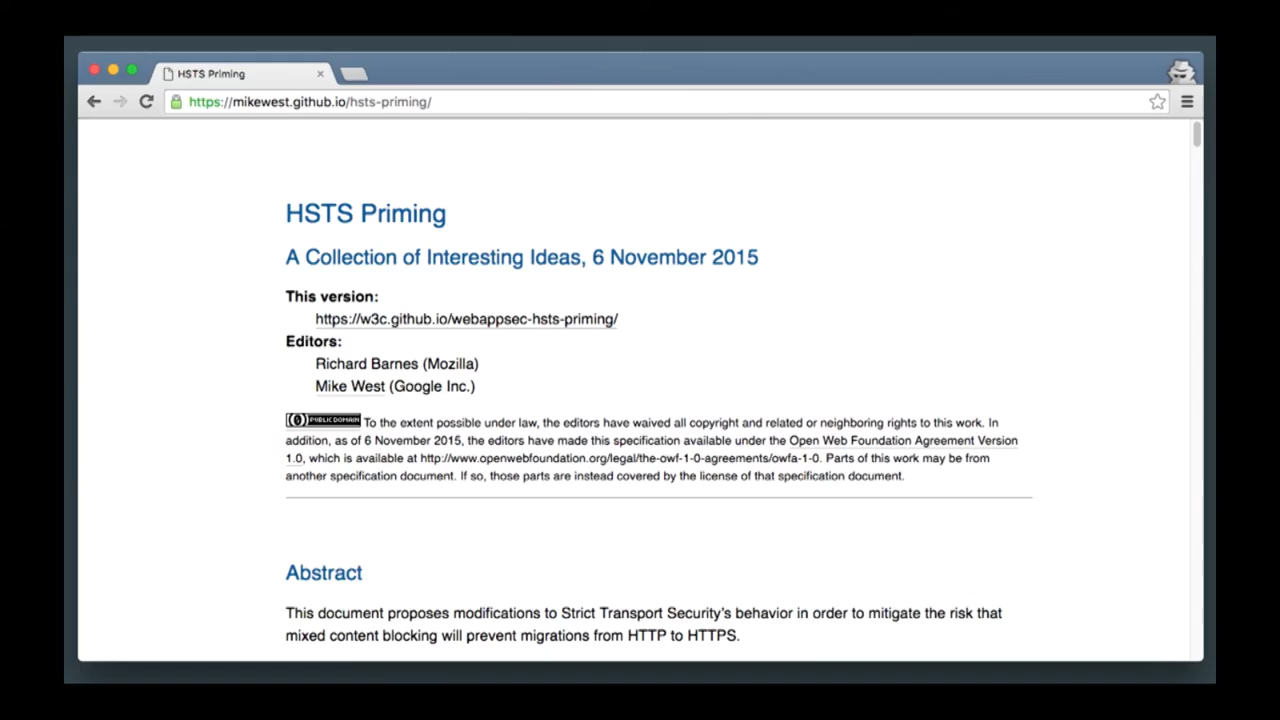 HSTS Priming
https://mikewest.github.io/hsts-priming/
HSTS Priming
A Collection of Interesting Ideas, 6 November 2015
This version:
https://w3c.github.io/webappsec-hsts-priming/
Editors:
Richard Barnes (Mozilla)
Mike West (Google Inc.)
PUBLIC DOMAIN To the extent possible under law, the editors have waived all copyright and related or neighboring rights to this work. In
addition, as of 6 November 2015, the editors have made this specification available under the Open Web Foundation Agreement Version
1.0, which is available at http://www.openwebfoundation.org/legal/the-owf-1-0-agreements/owfa-1-0. Parts of this work may be from
another specification document. If so, those parts are instead covered by the license of that specification document.
Abstract
This document proposes modifications to Strict Transport Security's behavior in order to mitigate the risk that
mixed content blocking will prevent migrations from HTTP to HTTPS.